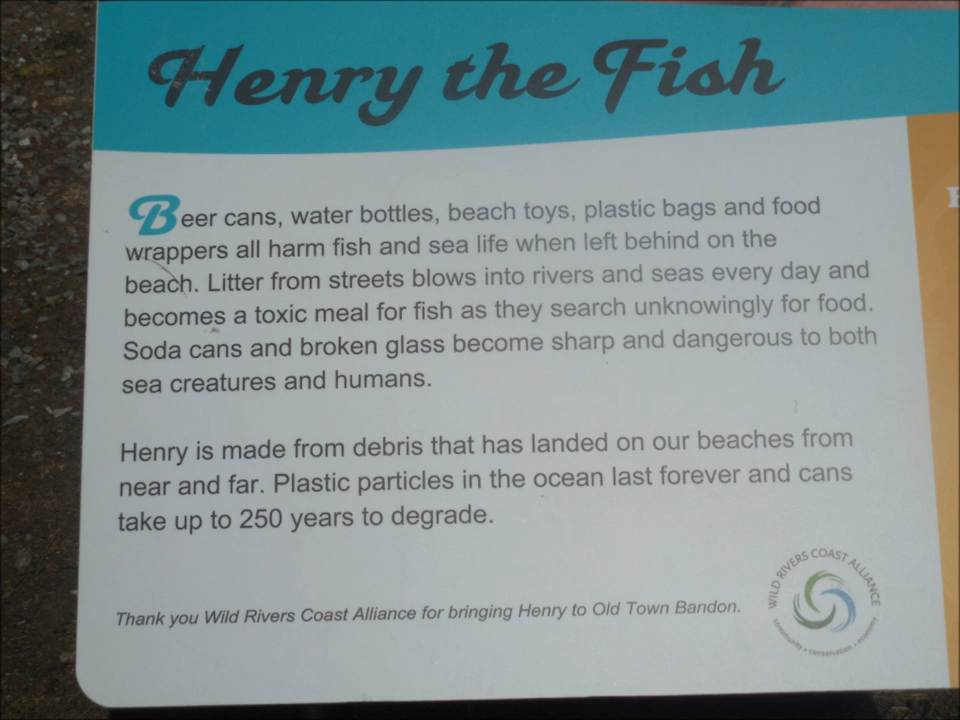 Henry the Fish
Beer cans, water bottles, beach toys, plastic bags and food
wrappers all harm fish and sea life when left behind on the
beach. Litter from streets blows into rivers and seas every day and
becomes a toxic meal for fish as they search unknowingly for food.
Soda cans and broken glass become sharp and dangerous to both
sea creatures and humans.
Henry is made from debris that has landed on our beaches from
near and far. Plastic particles in the ocean last forever and cans
take up to 250 years to degrade.
Thank you Wild Rivers Coast Alliance for bringing Henry to Old Town Bandon.
WILD RIVERS COAST ALLIANCE
community • conservation • economy